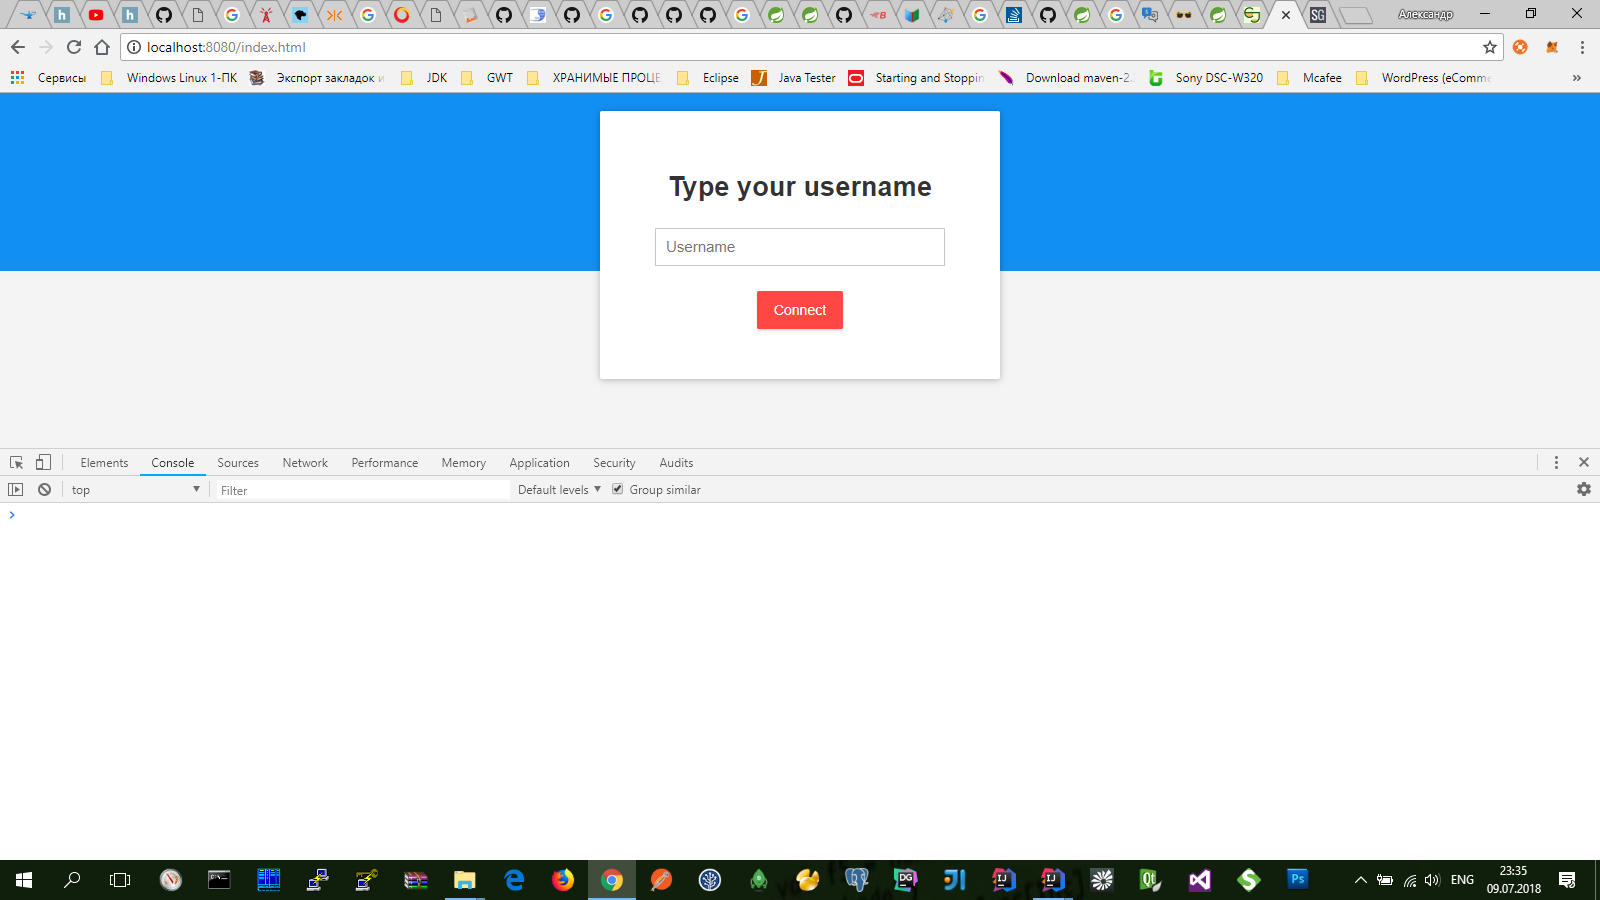 Александр
localhost:8080/index.html
Сервисы Windows Linux 1-ПК Экспорт закладок и JDK GWT ХРАНИМЫЕ ПРОЦЕ Eclipse Java Tester Starting and Stoppin Download maven-2. Sony DSC-W320 Mcafee WordPress (eComme »
Type your username
Username
Connect
Elements Console Sources Network Performance Memory Application Security Audits
top Filter Default levels Group similar
ENG 23:35
09.07.2018